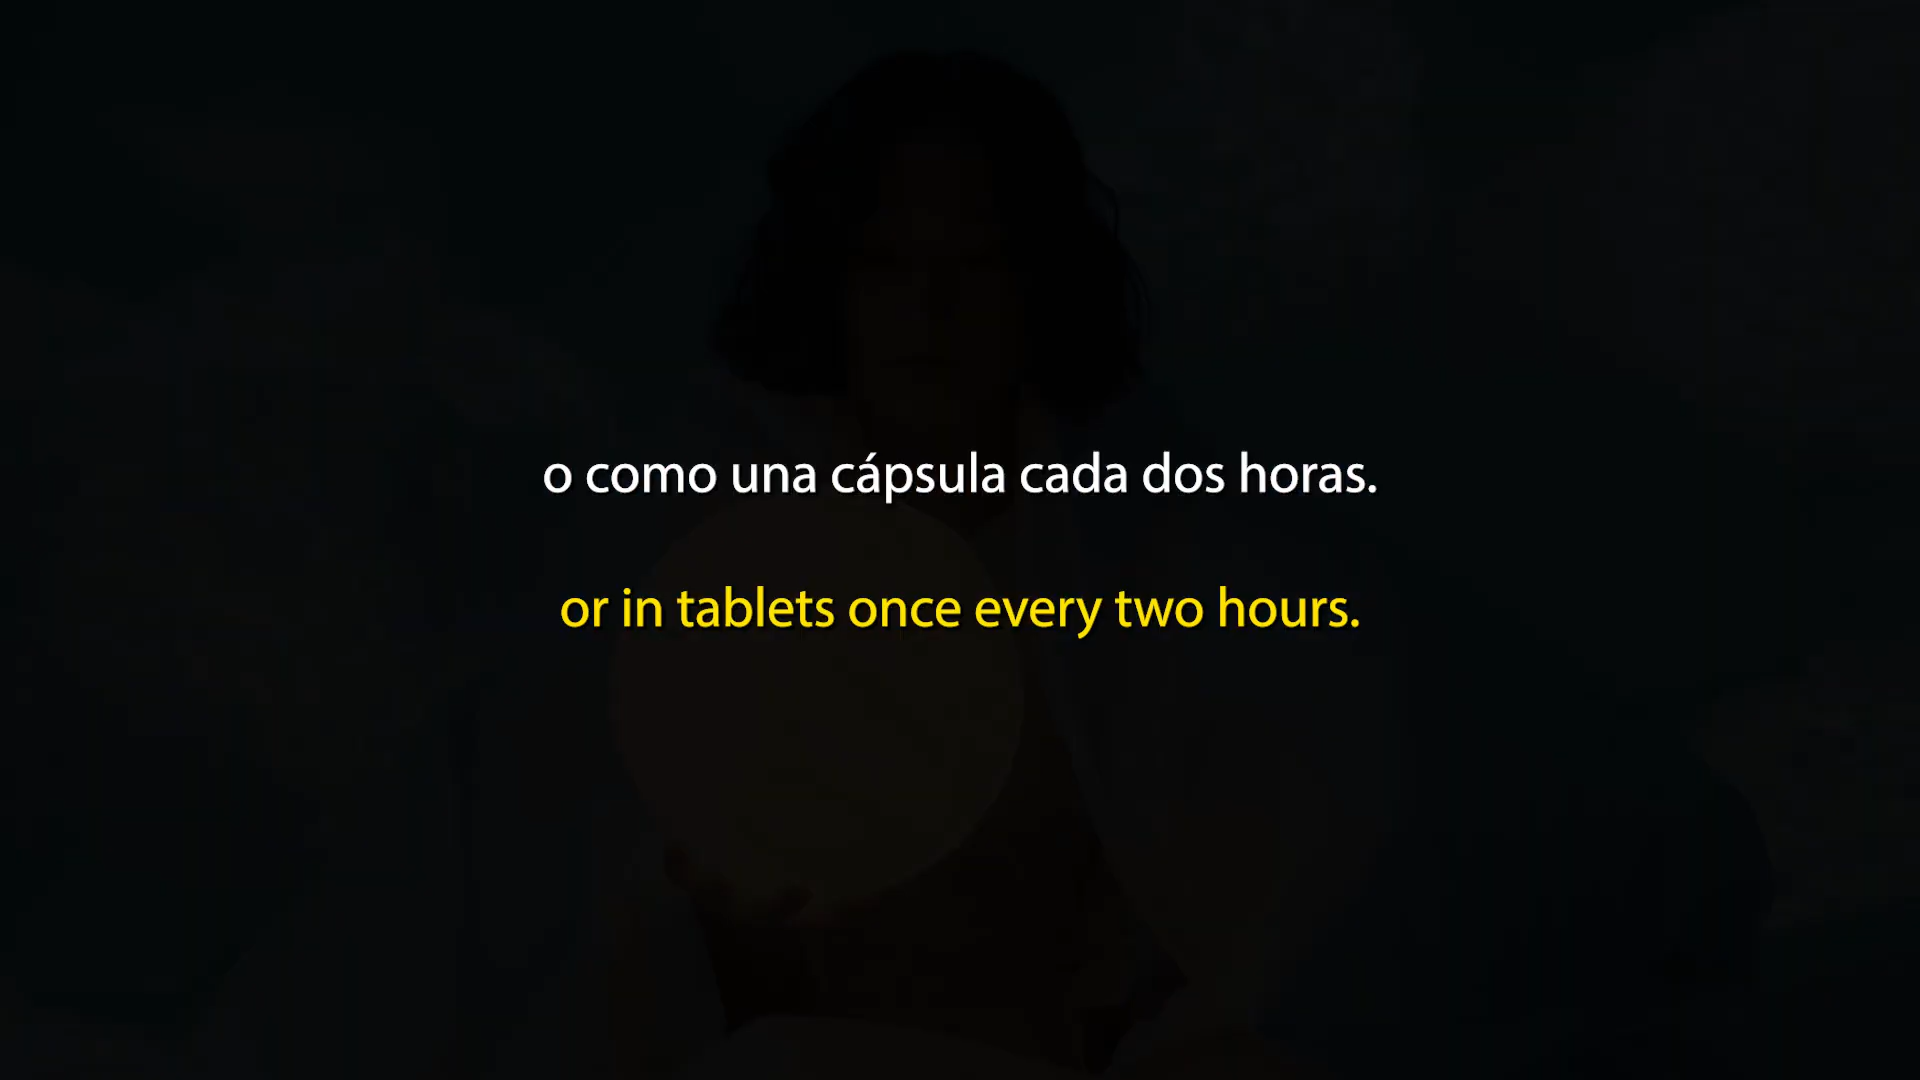 o como una cápsula cada dos horas.
or in tablets once every two hours.